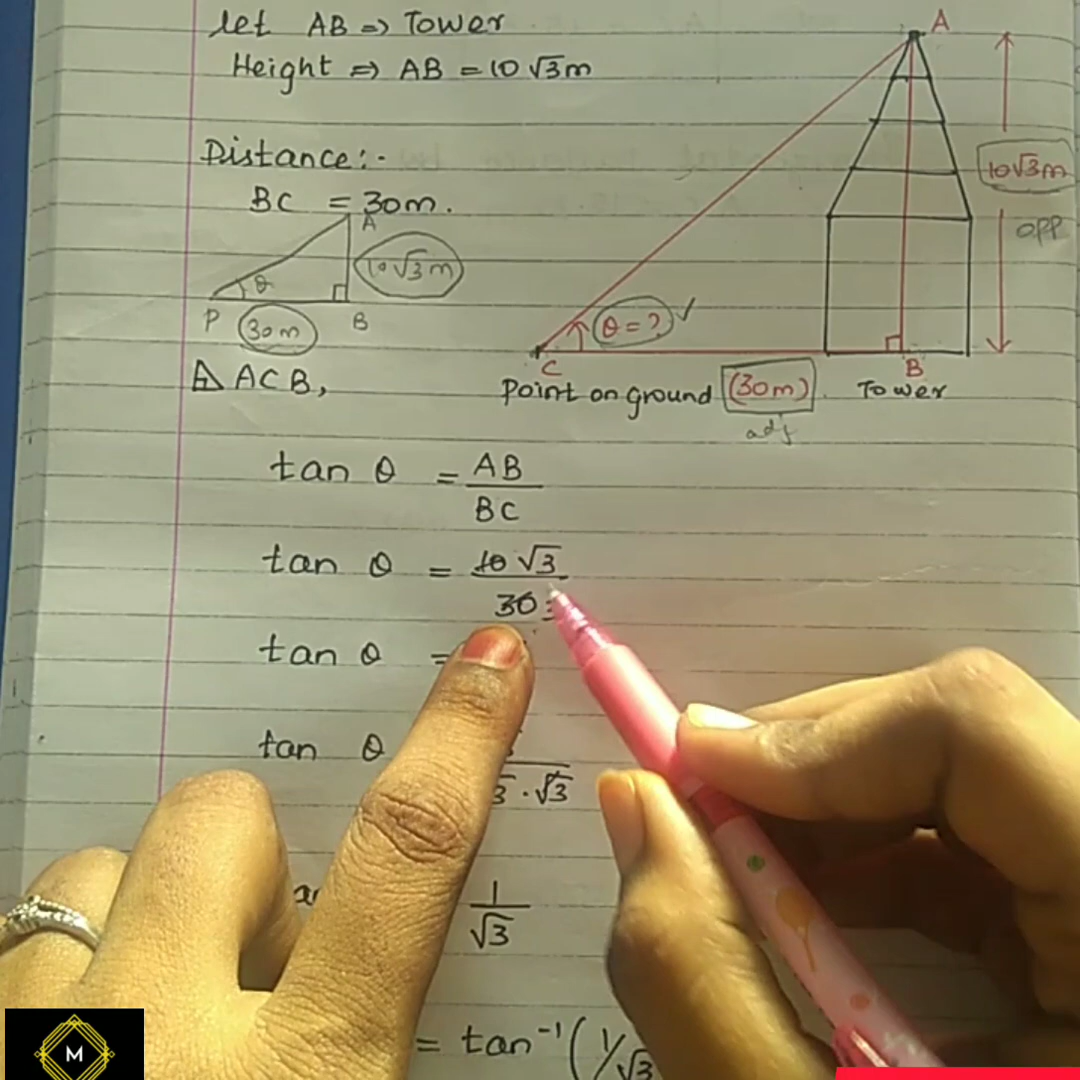 let AB => Tower
Height => AB = 10 √3 m
Distance:-
BC = 30m.
A
10 √3 m
θ
P
30m
B
A
10√3m
opp
θ = ?
C
B
Point on ground (30m) Tower
adj
ACB,
tan θ = AB
BC
tan θ = 10 √3
30
tan θ =
tan θ
3 . √3
1
√3
= tan⁻¹ (1/√3
M